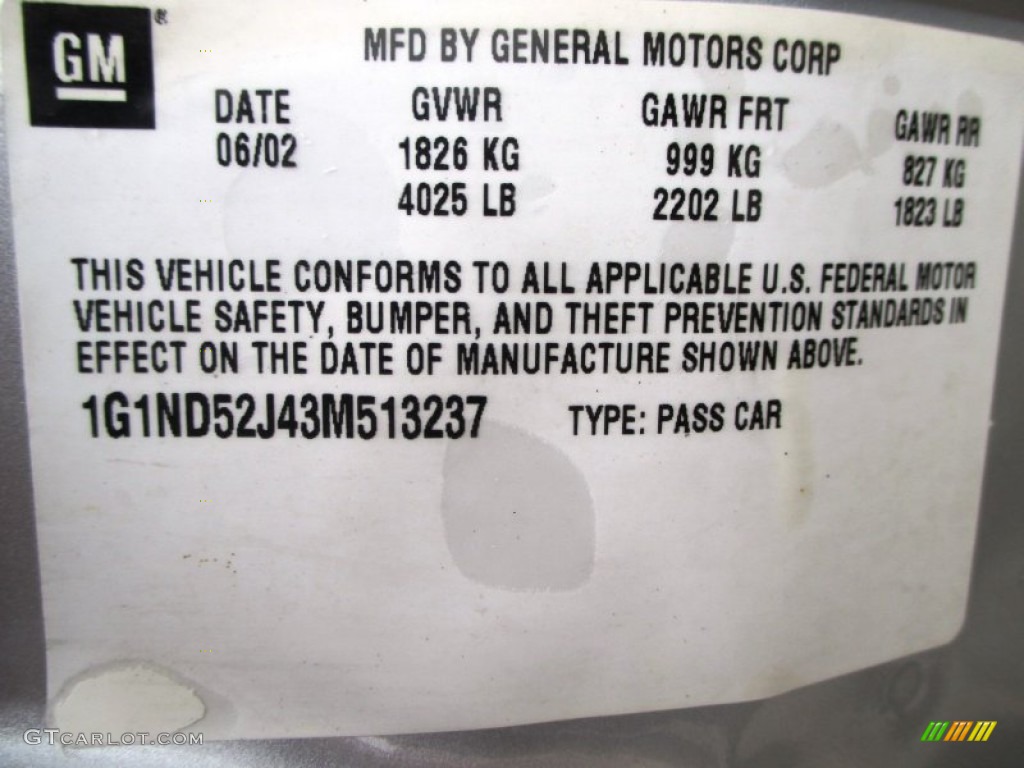 GM®
MFD BY GENERAL MOTORS CORP
DATE GVWR GAWR FRT GAWR RR
06/02 1826 KG 999 KG 827 KG
4025 LB 2202 LB 1823 LB
THIS VEHICLE CONFORMS TO ALL APPLICABLE U.S. FEDERAL MOTOR
VEHICLE SAFETY, BUMPER, AND THEFT PREVENTION STANDARDS IN
EFFECT ON THE DATE OF MANUFACTURE SHOWN ABOVE.
1G1ND52J43M513237 TYPE: PASS CAR
GTCARLOT.COM